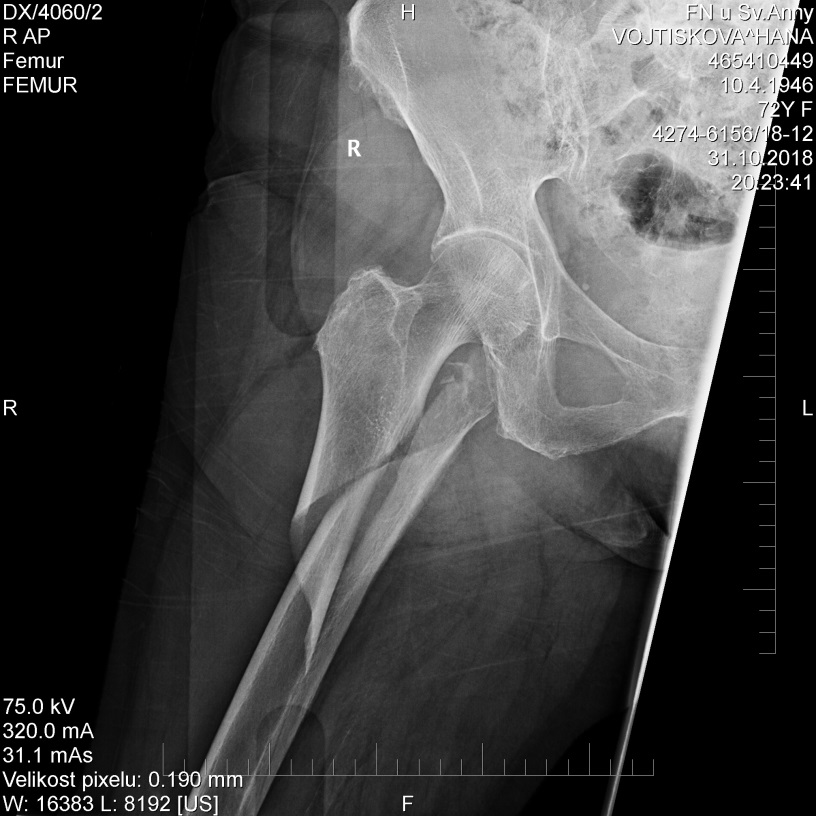 DX/4060/2
R AP
Femur
FEMUR
H
FN u Sv.Anny
VOJTISKOVA^HANA
465410449
10.4.1946
72Y F
4274-6156/18-12
31.10.2018
20:23:41
R
R
L
75.0 kV
320.0 mA
31.1 mAs
Velikost pixelu: 0.190 mm
W: 16383 L: 8192 [US]
F